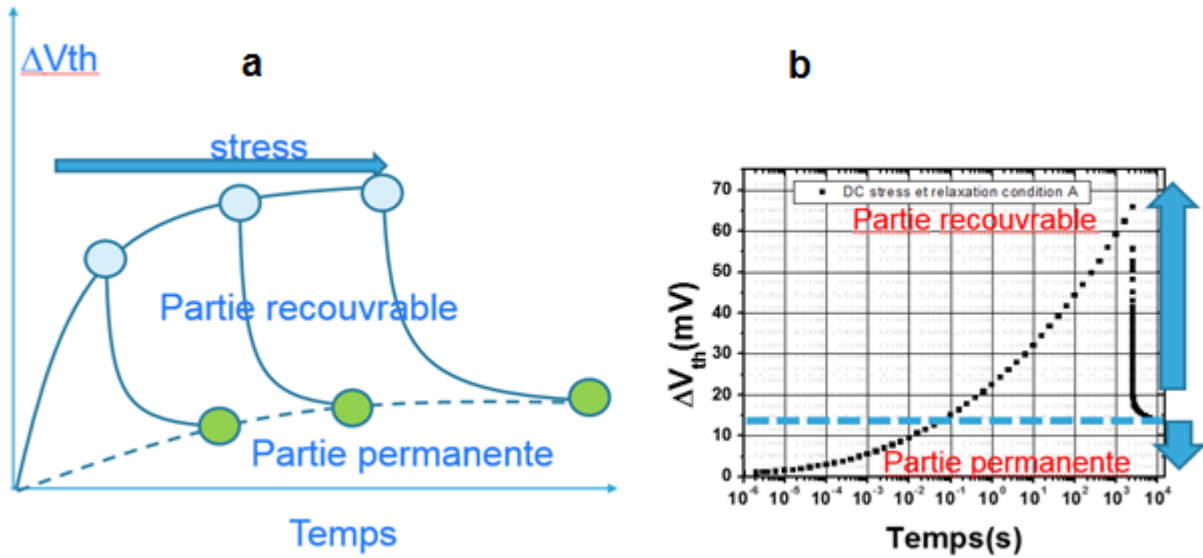 a
ΔVth
stress
Partie recouvrable
Partie permanente
Temps
b
DC stress et relaxation condition A
Partie recouvrable
Partie permanente
ΔVth(mV)
70
60
50
40
30
20
10
0
10-6 10-5 10-4 10-3 10-2 10-1 100 101 102 103 104
Temps(s)